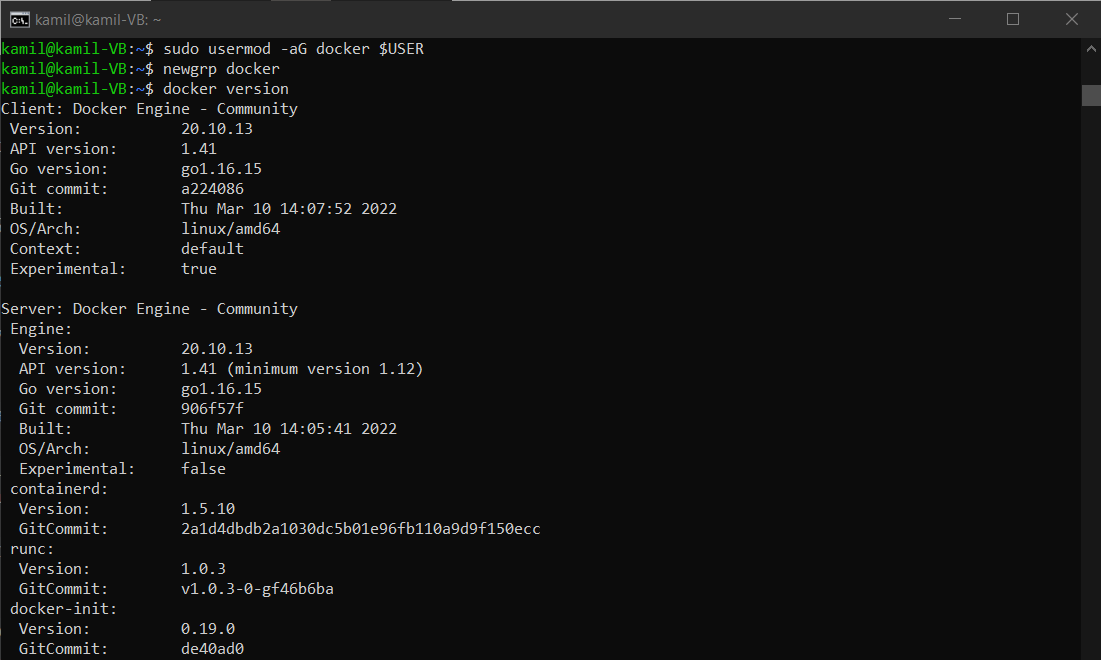 kamil@kamil-VB: ~
kamil@kamil-VB:~$ sudo usermod -aG docker $USER
kamil@kamil-VB:~$ newgrp docker
kamil@kamil-VB:~$ docker version
Client: Docker Engine - Community
 Version:           20.10.13
 API version:       1.41
 Go version:        go1.16.15
 Git commit:        a224086
 Built:             Thu Mar 10 14:07:52 2022
 OS/Arch:           linux/amd64
 Context:           default
 Experimental:      true

Server: Docker Engine - Community
 Engine:
  Version:          20.10.13
  API version:      1.41 (minimum version 1.12)
  Go version:       go1.16.15
  Git commit:       906f57f
  Built:            Thu Mar 10 14:05:41 2022
  OS/Arch:          linux/amd64
  Experimental:     false
 containerd:
  Version:          1.5.10
  GitCommit:        2a1d4dbdb2a1030dc5b01e96fb110a9d9f150ecc
 runc:
  Version:          1.0.3
  GitCommit:        v1.0.3-0-gf46b6ba
 docker-init:
  Version:          0.19.0
  GitCommit:        de40ad0